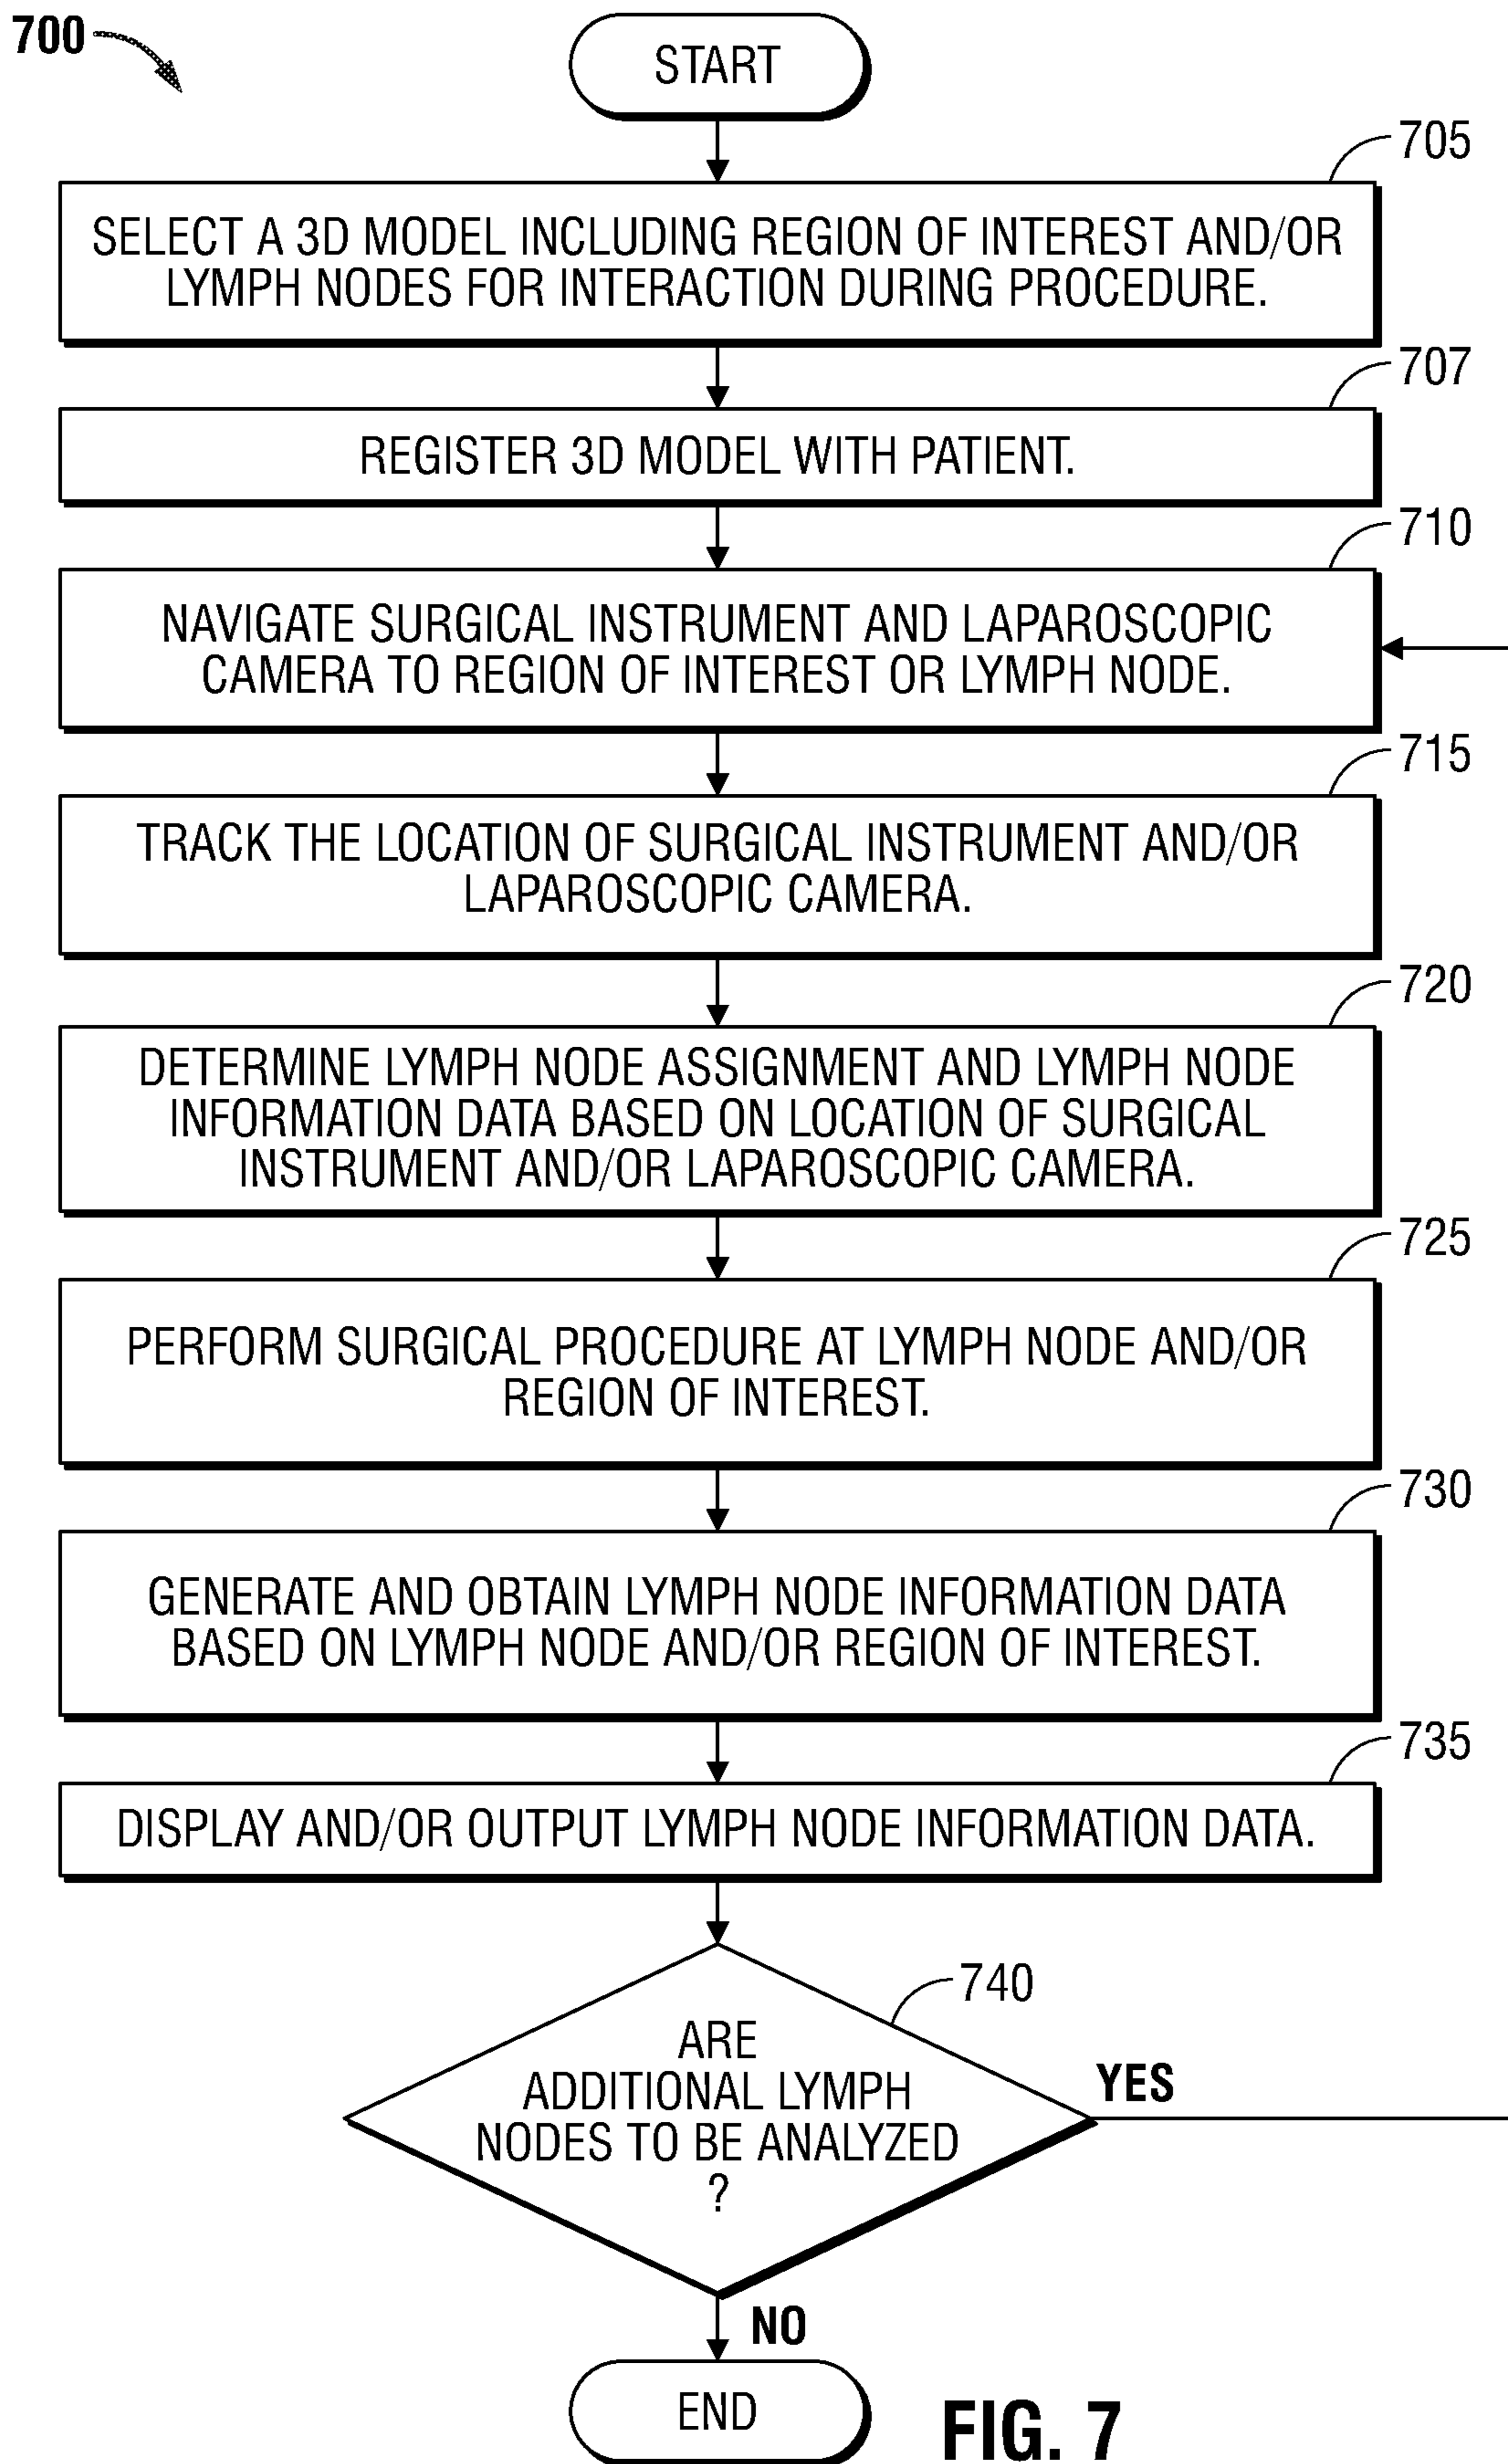 700
START
705
SELECT A 3D MODEL INCLUDING REGION OF INTEREST AND/OR
LYMPH NODES FOR INTERACTION DURING PROCEDURE.
707
REGISTER 3D MODEL WITH PATIENT.
710
NAVIGATE SURGICAL INSTRUMENT AND LAPAROSCOPIC
CAMERA TO REGION OF INTEREST OR LYMPH NODE.
715
TRACK THE LOCATION OF SURGICAL INSTRUMENT AND/OR
LAPAROSCOPIC CAMERA.
720
DETERMINE LYMPH NODE ASSIGNMENT AND LYMPH NODE
INFORMATION DATA BASED ON LOCATION OF SURGICAL
INSTRUMENT AND/OR LAPAROSCOPIC CAMERA.
725
PERFORM SURGICAL PROCEDURE AT LYMPH NODE AND/OR
REGION OF INTEREST.
730
GENERATE AND OBTAIN LYMPH NODE INFORMATION DATA
BASED ON LYMPH NODE AND/OR REGION OF INTEREST.
735
DISPLAY AND/OR OUTPUT LYMPH NODE INFORMATION DATA.
740
ARE
ADDITIONAL LYMPH
NODES TO BE ANALYZED
?
YES
NO
END
FIG. 7